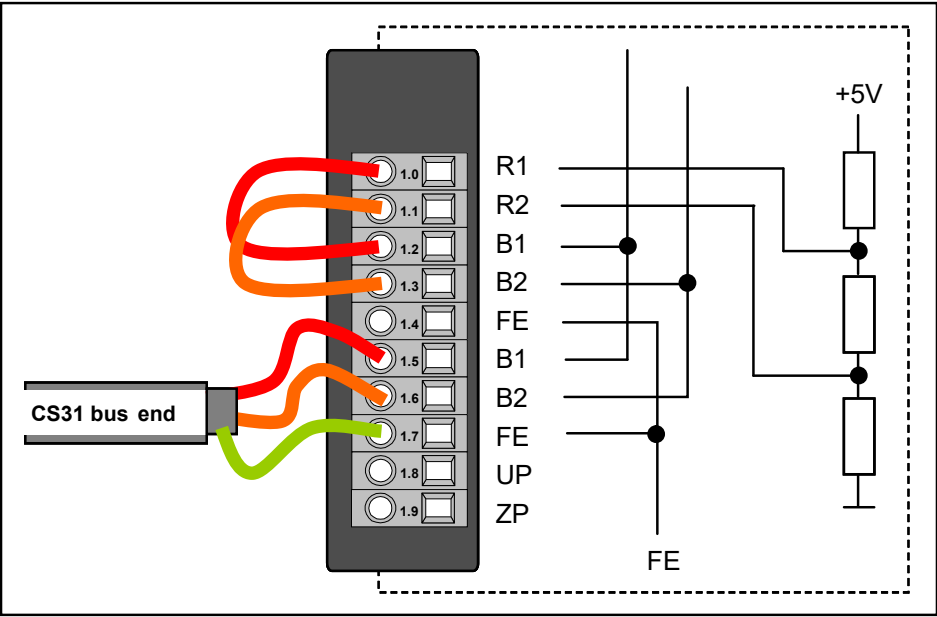 +5V
1.0 R1
1.1 R2
1.2 B1
1.3 B2
1.4 FE
1.5 B1
CS31 bus end
1.6 B2
1.7 FE
1.8 UP
1.9 ZP
FE